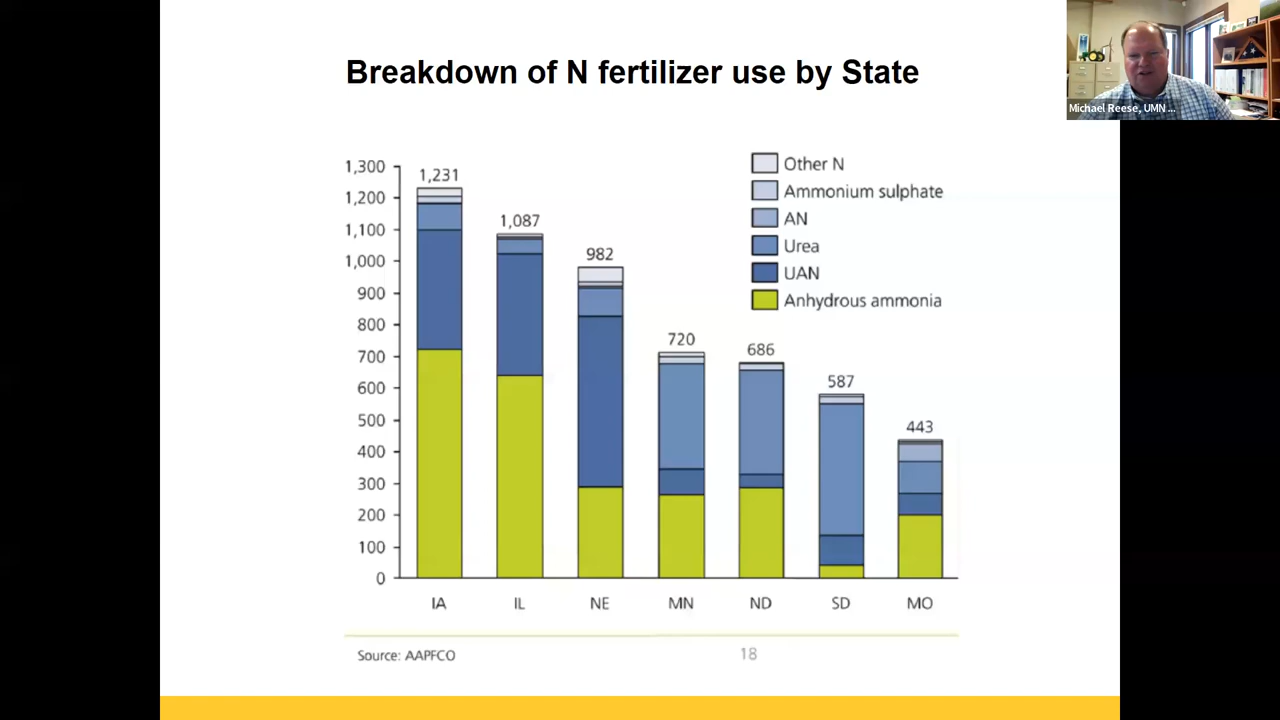 Breakdown of N fertilizer use by State
Michael Reese, UMN ...
Other N
Ammonium sulphate
AN
Urea
UAN
Anhydrous ammonia
1,300
1,200
1,100
1,000
900
800
700
600
500
400
300
200
100
0
1,231
1,087
982
720
686
587
443
IA IL NE MN ND SD MO
Source: AAPFCO
18